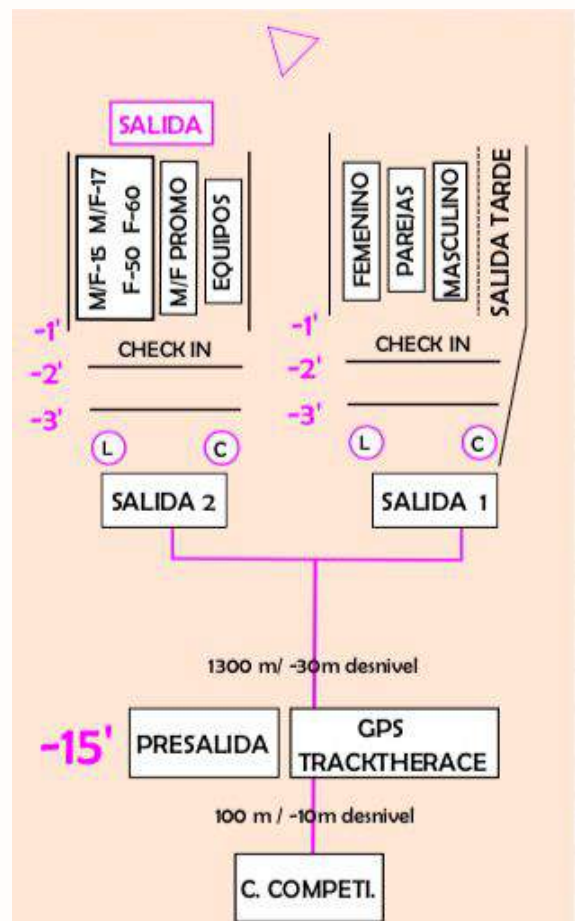 SALIDA
M/F-15 M/F-17
F-50 F-60
M/F PROMO
EQUIPOS
FEMENINO
PAREJAS
MASCULINO
SALIDA TARDE
-1'
CHECK IN
-2'
-3'
L
C
-1'
CHECK IN
-2'
-3'
L
C
SALIDA 2
SALIDA 1
1300 m/ -30m desnivel
-15'
PRESALIDA
GPS
TRACKTHERACE
100 m / -10m desnivel
C. COMPETI.